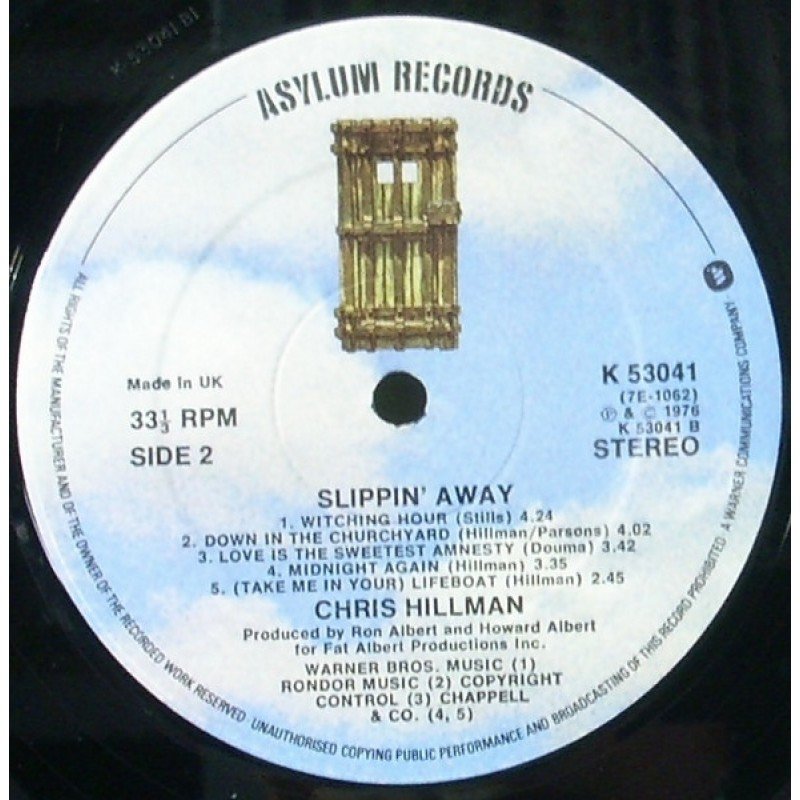 K 53041 B1
ASYLUM RECORDS
Made in UK
33⅓ RPM
SIDE 2
K 53041
(7E-1062)
Ⓟ & © 1976
K 53041 B
STEREO
SLIPPIN' AWAY
1. WITCHING HOUR (Stills) 4.24
2. DOWN IN THE CHURCHYARD (Hillman/Parsons) 4.02
3. LOVE IS THE SWEETEST AMNESTY (Douma) 3.42
4. MIDNIGHT AGAIN (Hillman) 3.35
5. (TAKE ME IN YOUR) LIFEBOAT (Hillman) 2.45
CHRIS HILLMAN
Produced by Ron Albert and Howard Albert
for Fat Albert Productions Inc.
WARNER BROS. MUSIC (1)
RONDOR MUSIC (2) COPYRIGHT
CONTROL (3) CHAPPELL
& CO. (4, 5)
ALL RIGHTS OF THE MANUFACTURER AND OF THE OWNER OF THE RECORDED WORK RESERVED UNAUTHORISED COPYING PUBLIC PERFORMANCE AND BROADCASTING OF THIS RECORD PROHIBITED A WARNER COMMUNICATIONS COMPANY